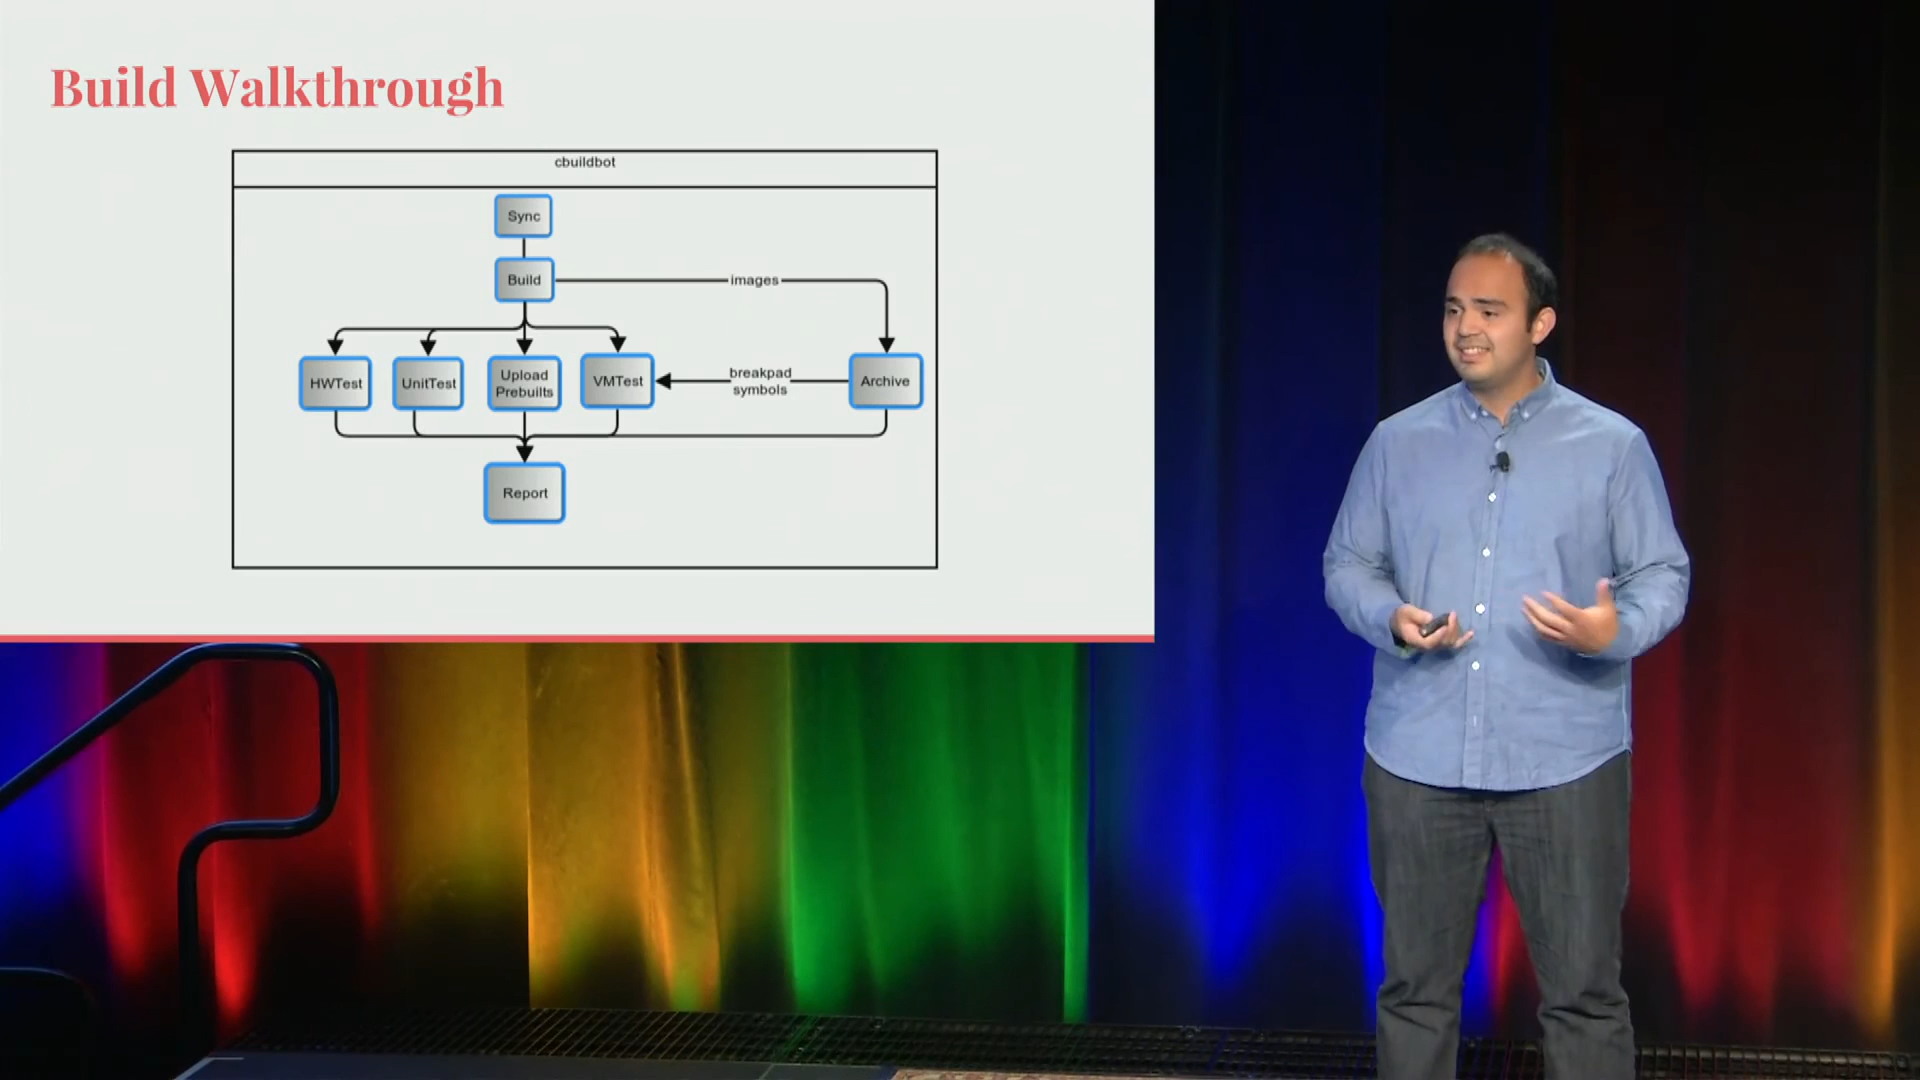 Build Walkthrough
cbuildbot
Sync
Build
images
HWTest
UnitTest
Upload
Prebuilts
VMTest
breakpad
symbols
Archive
Report